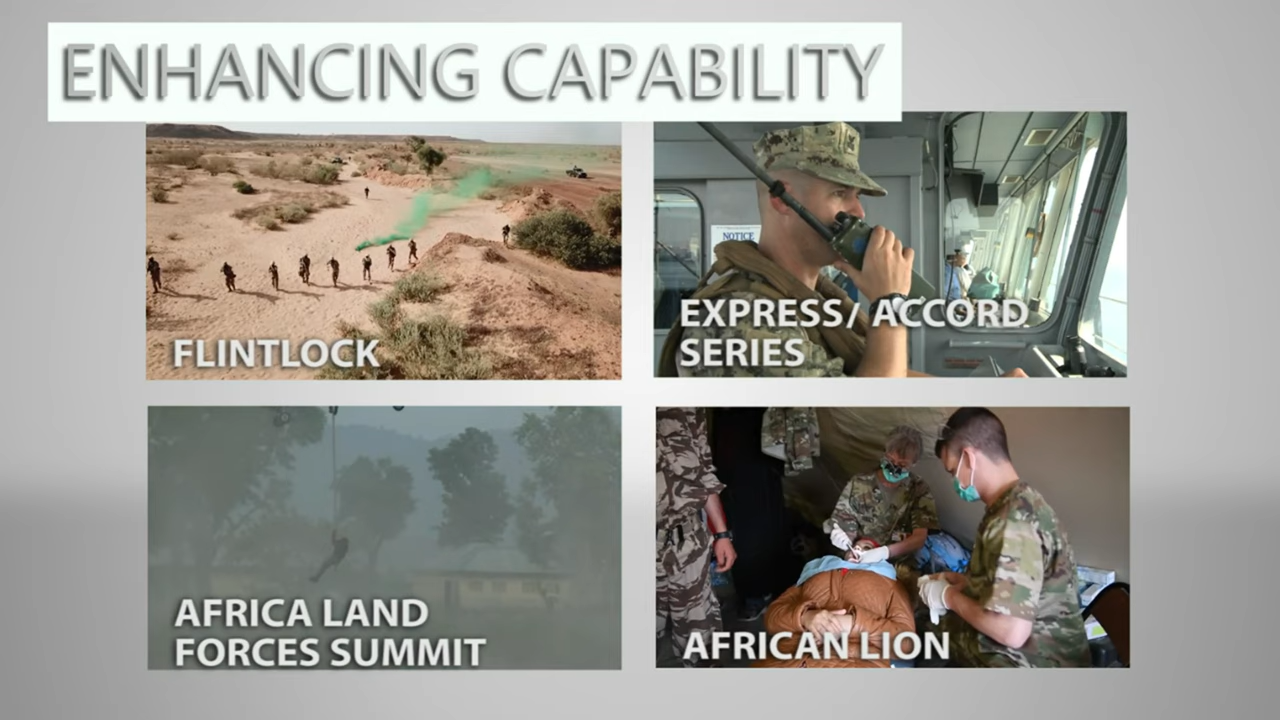 ENHANCING CAPABILITY
NOTICE
FLINTLOCK
EXPRESS/ ACCORD
SERIES
AFRICA LAND
FORCES SUMMIT
AFRICAN LION